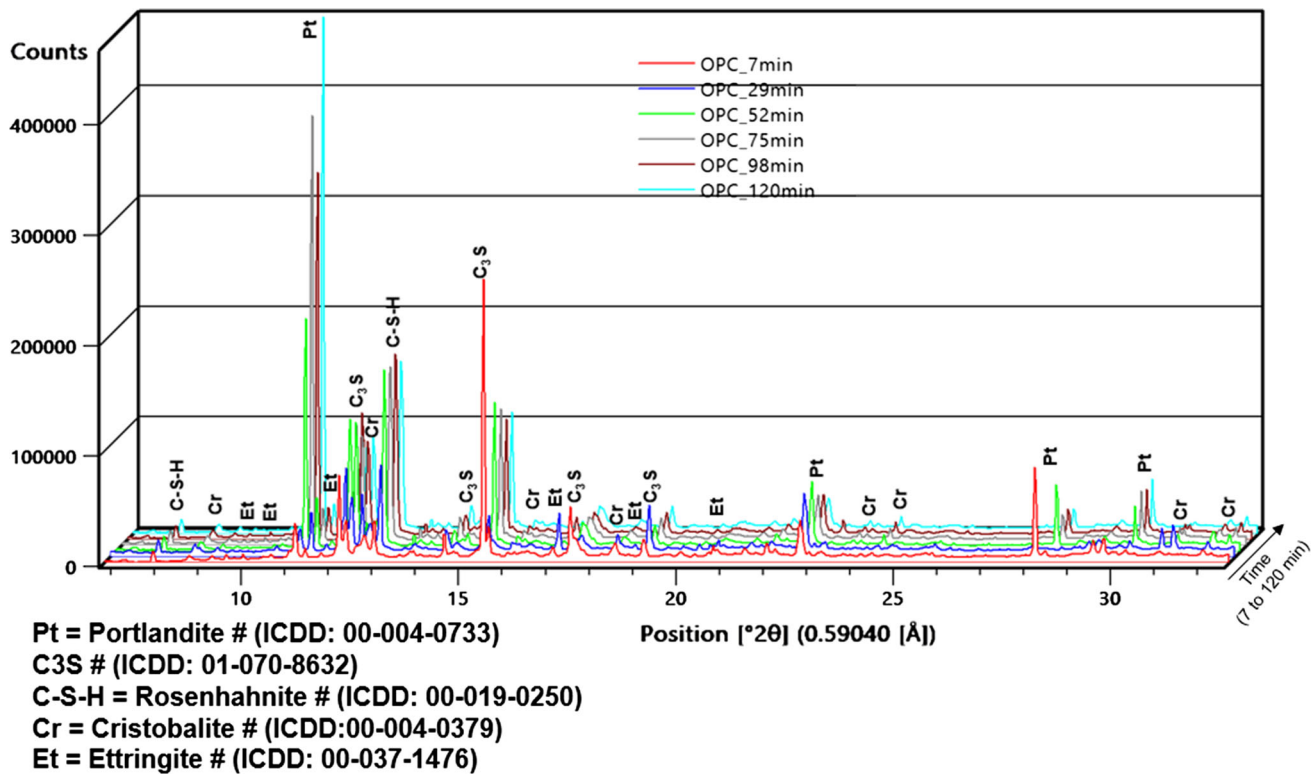 Counts
400000
300000
200000
100000
0
OPC_7min
OPC_29min
OPC_52min
OPC_75min
OPC_98min
OPC_120min
Pt
C-S-H
Cr
Et
Et
Et
C₃S
Cr
C-S-H
C₃S
C₃S
Cr
Et
C₃S
Cr
Et
C₃S
Et
Pt
Cr
Cr
Pt
Pt
Cr
Cr
10
15
20
25
30
Time
(7 to 120 min)
Position [°2θ] (0.59040 [Å])
Pt = Portlandite # (ICDD: 00-004-0733)
C3S # (ICDD: 01-070-8632)
C-S-H = Rosenhahnite # (ICDD: 00-019-0250)
Cr = Cristobalite # (ICDD:00-004-0379)
Et = Ettringite # (ICDD: 00-037-1476)